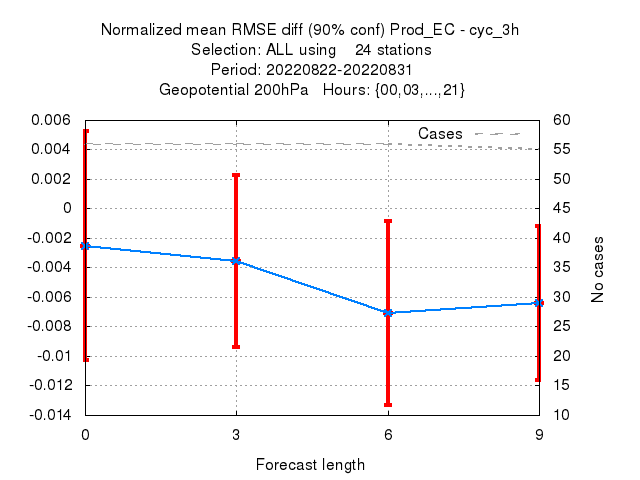 Normalized mean RMSE diff (90% conf) Prod_EC - cyc_3h
Selection: ALL using    24 stations
Period: 20220822-20220831
Geopotential 200hPa   Hours: {00,03,...,21}
0.006
0.004
0.002
0
-0.002
-0.004
-0.006
-0.008
-0.01
-0.012
-0.014
Cases
60
55
50
45
40
35
30
25
20
15
10
No cases
0 3 6 9
Forecast length